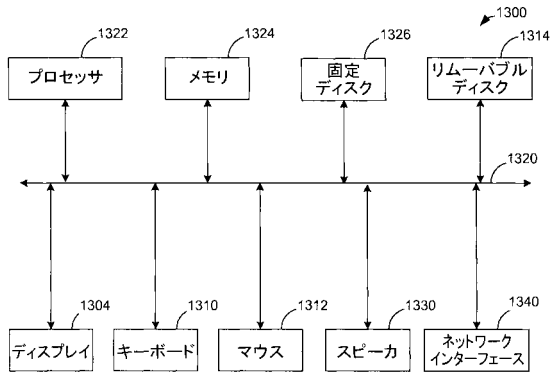 1300
1322
1324
1326
1314
プロセッサ
メモリ
固定
ディスク
リムーバブル
ディスク
1320
1304
1310
1312
1330
1340
ディスプレイ
キーボード
マウス
スピーカ
ネットワーク
インターフェース